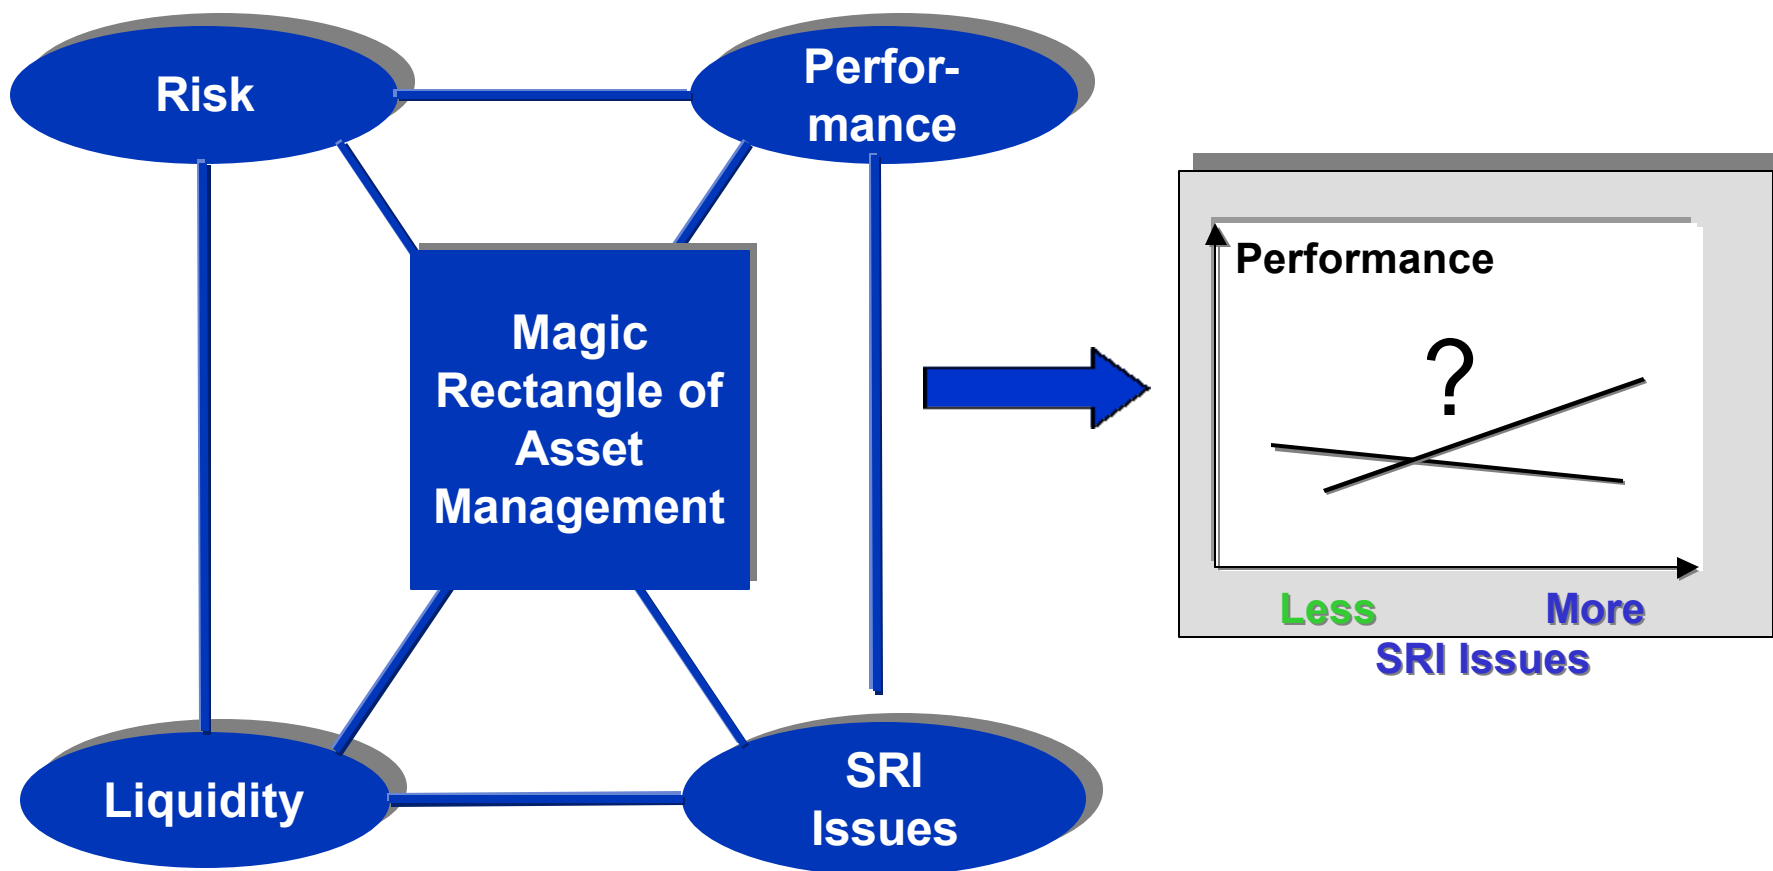 Risk
Perfor-
mance
Magic
Rectangle of
Asset
Management
Liquidity
SRI
Issues
Performance
?
Less More
SRI Issues